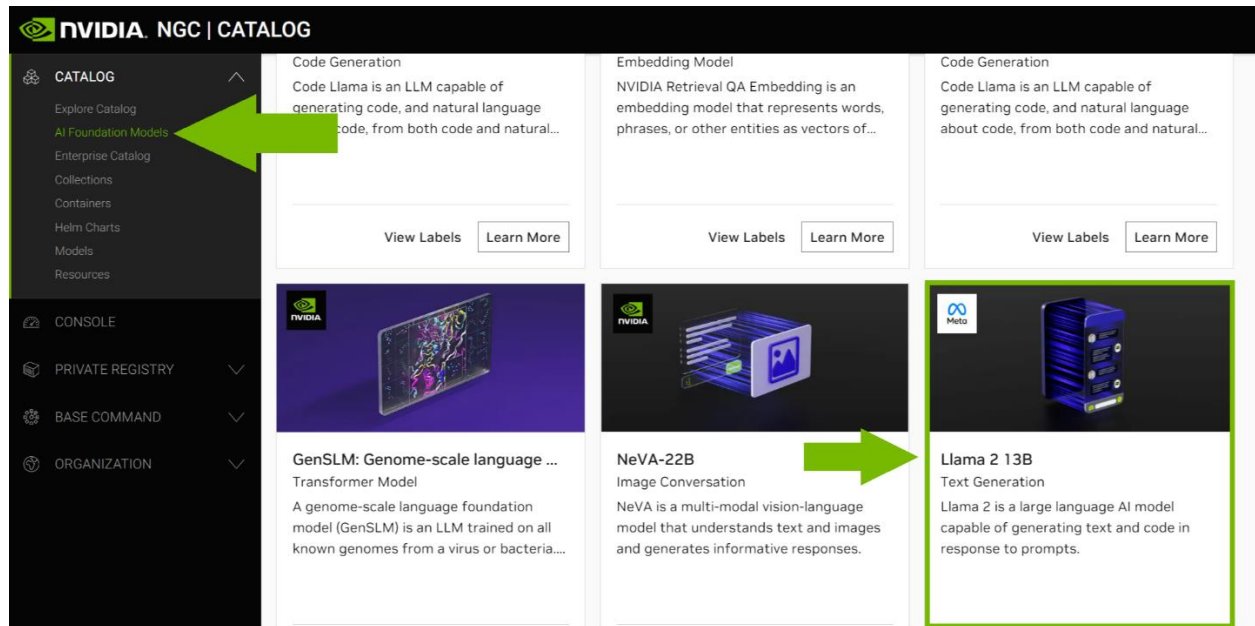 NVIDIA. NGC | CATALOG
CATALOG
Explore Catalog
AI Foundation Models
Enterprise Catalog
Collections
Containers
Helm Charts
Models
Resources
CONSOLE
PRIVATE REGISTRY
BASE COMMAND
ORGANIZATION
Code Generation
Code Llama is an LLM capable of
generating code, and natural language
code, from both code and natural...
View Labels
Learn More
Embedding Model
NVIDIA Retrieval QA Embedding is an
embedding model that represents words,
phrases, or other entities as vectors of...
View Labels
Learn More
Code Generation
Code Llama is an LLM capable of
generating code, and natural language
about code, from both code and natural...
View Labels
Learn More
NVIDIA
GenSLM: Genome-scale language ...
Transformer Model
A genome-scale language foundation
model (GenSLM) is an LLM trained on all
known genomes from a virus or bacteria....
NVIDIA
NeVA-22B
Image Conversation
NeVA is a multi-modal vision-language
model that understands text and images
and generates informative responses.
Meta
Llama 2 13B
Text Generation
Llama 2 is a large language AI model
capable of generating text and code in
response to prompts.